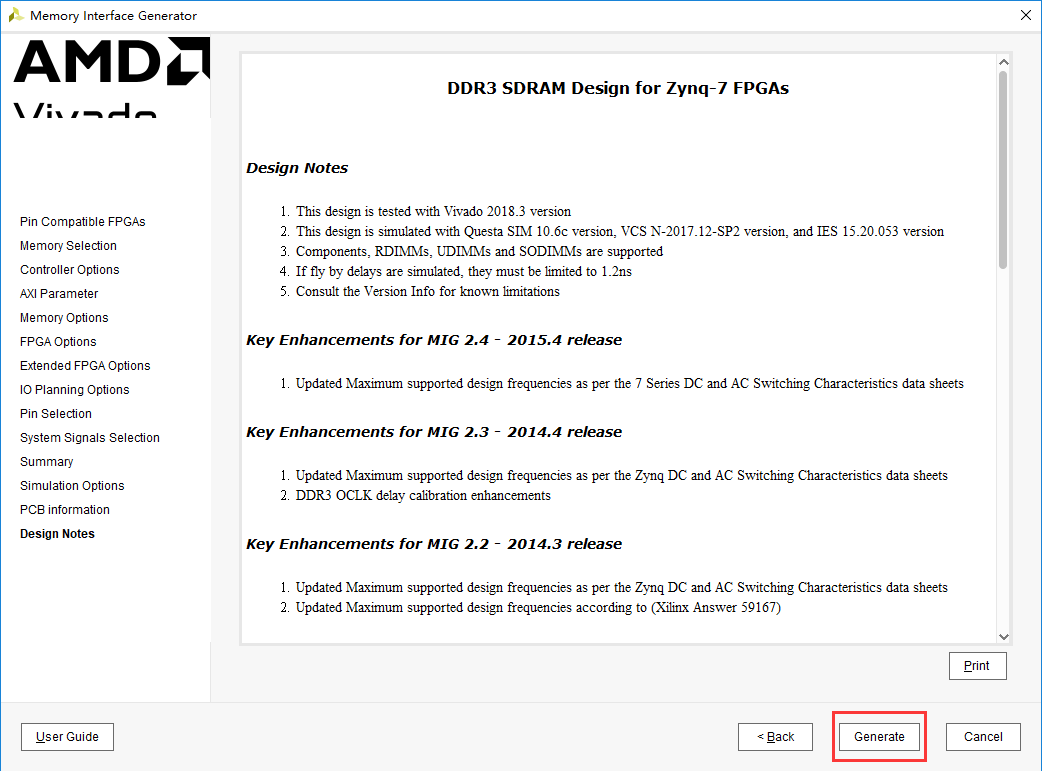 Memory Interface Generator
AMD
Vivado
Pin Compatible FPGAs
Memory Selection
Controller Options
AXI Parameter
Memory Options
FPGA Options
Extended FPGA Options
IO Planning Options
Pin Selection
System Signals Selection
Summary
Simulation Options
PCB information
Design Notes
DDR3 SDRAM Design for Zynq-7 FPGAs
Design Notes
1. This design is tested with Vivado 2018.3 version
2. This design is simulated with Questa SIM 10.6c version, VCS N-2017.12-SP2 version, and IES 15.20.053 version
3. Components, RDIMMs, UDIMMs and SODIMMs are supported
4. If fly by delays are simulated, they must be limited to 1.2ns
5. Consult the Version Info for known limitations
Key Enhancements for MIG 2.4 - 2015.4 release
1. Updated Maximum supported design frequencies as per the 7 Series DC and AC Switching Characteristics data sheets
Key Enhancements for MIG 2.3 - 2014.4 release
1. Updated Maximum supported design frequencies as per the Zynq DC and AC Switching Characteristics data sheets
2. DDR3 OCLK delay calibration enhancements
Key Enhancements for MIG 2.2 - 2014.3 release
1. Updated Maximum supported design frequencies as per the Zynq DC and AC Switching Characteristics data sheets
2. Updated Maximum supported design frequencies according to (Xilinx Answer 59167)
Print
User Guide
< Back
Generate
Cancel